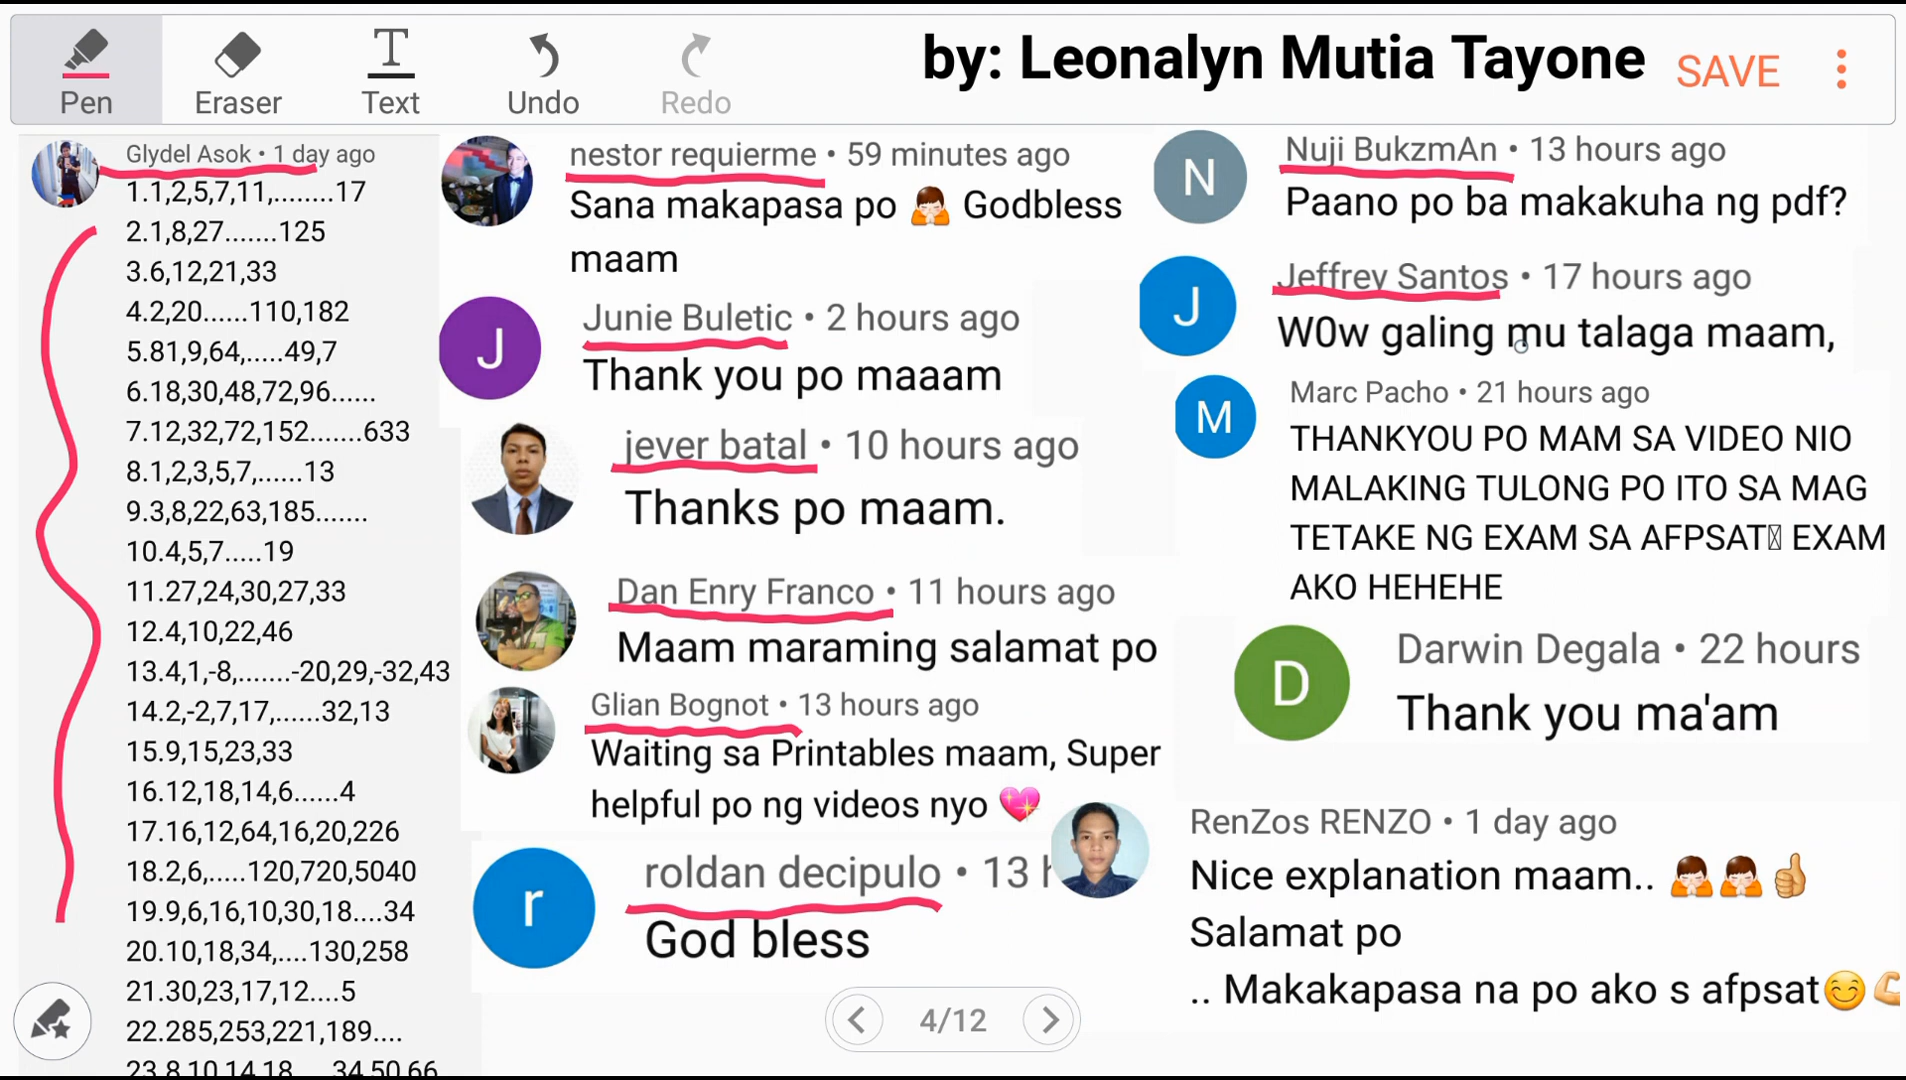 Pen
Eraser
Text
Undo
Redo
by: Leonalyn Mutia Tayone
SAVE
Glydel Asok • 1 day ago
1.1,2,5,7,11,........17
2.1,8,27.......125
3.6,12,21,33
4.2,20......110,182
5.81,9,64,.....49,7
6.18,30,48,72,96......
7.12,32,72,152.......633
8.1,2,3,5,7,......13
9.3,8,22,63,185.......
10.4,5,7.....19
11.27,24,30,27,33
12.4,10,22,46
13.4,1,-8,.......-20,29,-32,43
14.2,-2,7,17,......32,13
15.9,15,23,33
16.12,18,14,6......4
17.16,12,64,16,20,226
18.2,6,.....120,720,5040
19.9,6,16,10,30,18....34
20.10,18,34,....130,258
21.30,23,17,12....5
22.285,253,221,189....
23.8,10,14,18,....34,50,66
nestor requierme • 59 minutes ago
Sana makapasa po 🙏 Godbless
maam
J
Junie Buletic • 2 hours ago
Thank you po maaam
jever batal • 10 hours ago
Thanks po maam.
Dan Enry Franco • 11 hours ago
Maam maraming salamat po
Glian Bognot • 13 hours ago
Waiting sa Printables maam, Super
helpful po ng videos nyo 💖
r
roldan decipulo • 13 h
God bless
4/12
N
Nuji BukzmAn • 13 hours ago
Paano po ba makakuha ng pdf?
J
Jeffrey Santos • 17 hours ago
W0w galing mu talaga maam,
M
Marc Pacho • 21 hours ago
THANKYOU PO MAM SA VIDEO NIO
MALAKING TULONG PO ITO SA MAG
TETAKE NG EXAM SA AFPSAT EXAM
AKO HEHEHE
D
Darwin Degala • 22 hours
Thank you ma'am
RenZos RENZO • 1 day ago
Nice explanation maam.. 🙏🙏👍
Salamat po
.. Makakapasa na po ako s afpsat😊💪